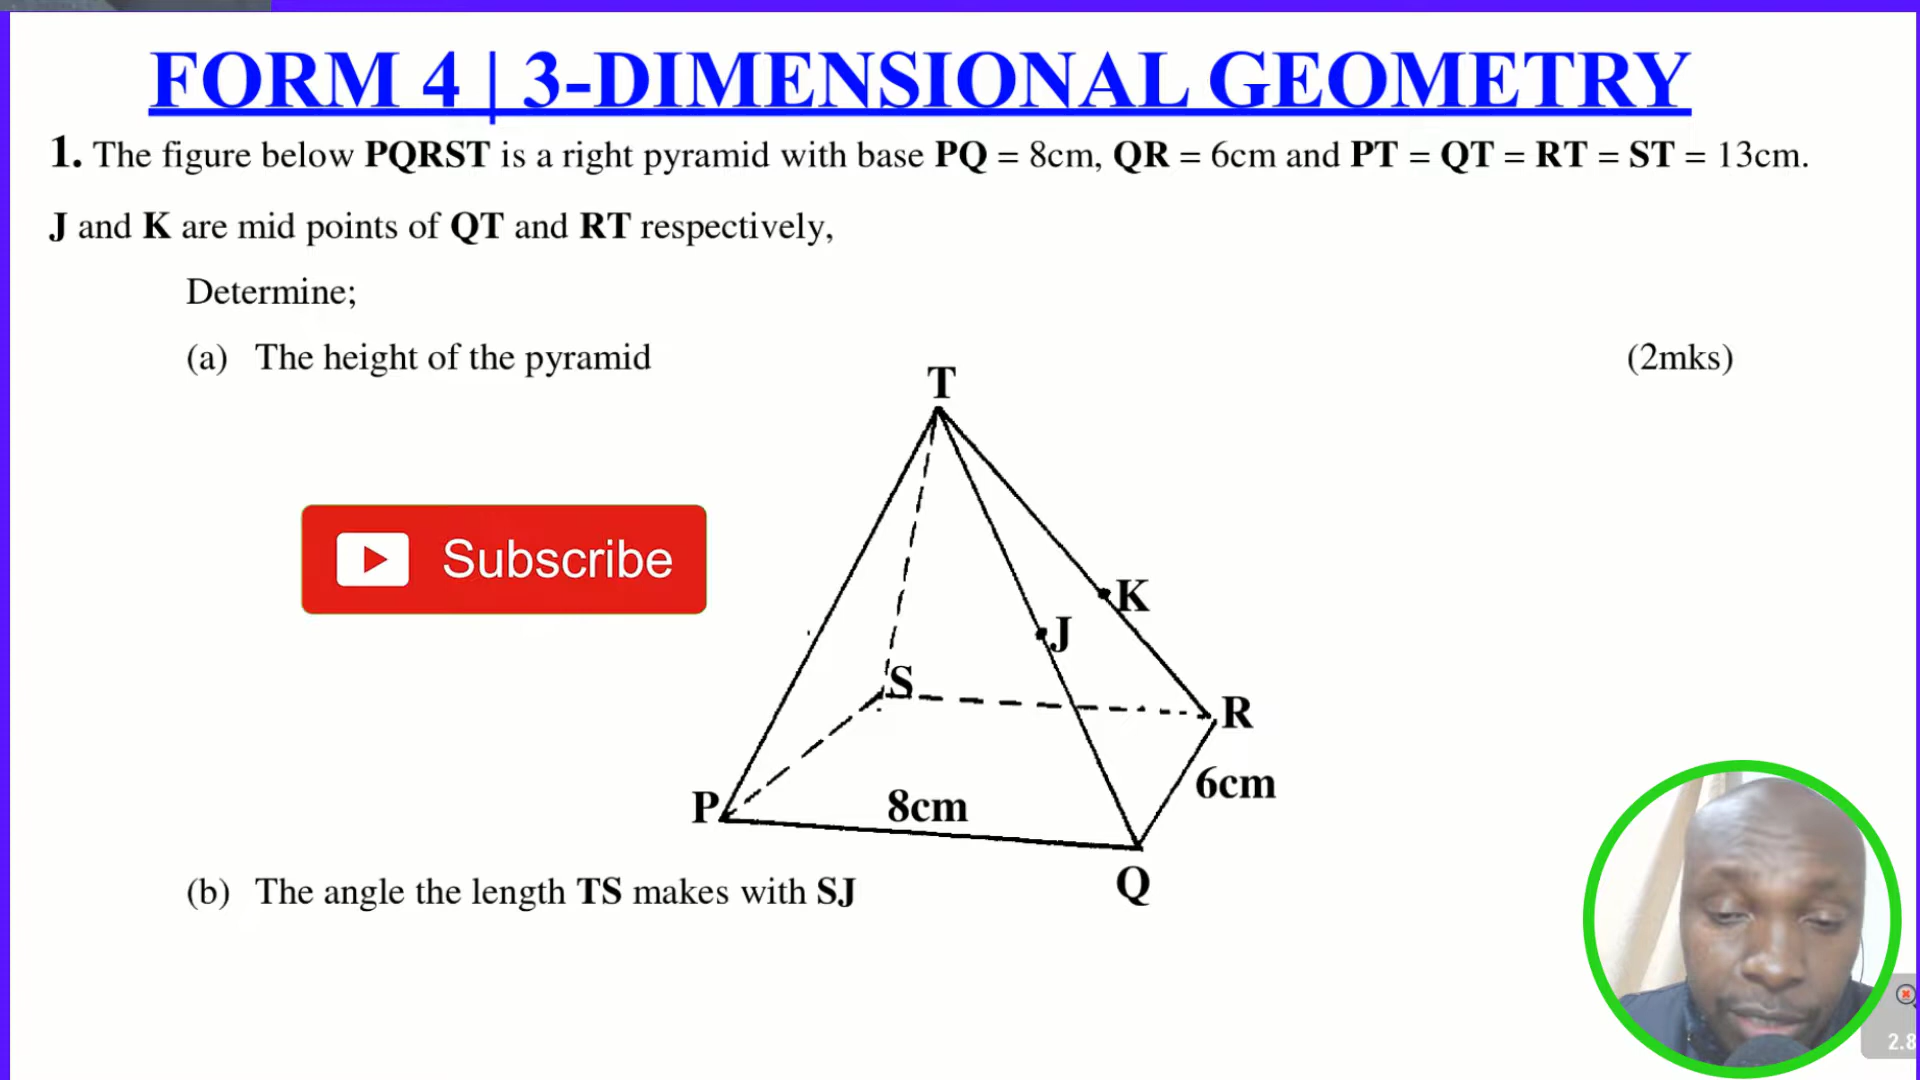 FORM 4 | 3-DIMENSIONAL GEOMETRY
1. The figure below PQRST is a right pyramid with base PQ = 8cm, QR = 6cm and PT = QT = RT = ST = 13cm.
J and K are mid points of QT and RT respectively,
Determine;
(a) The height of the pyramid (2mks)
T
Subscribe
K
J
S
R
6cm
P
8cm
Q
(b) The angle the length TS makes with SJ
2.8